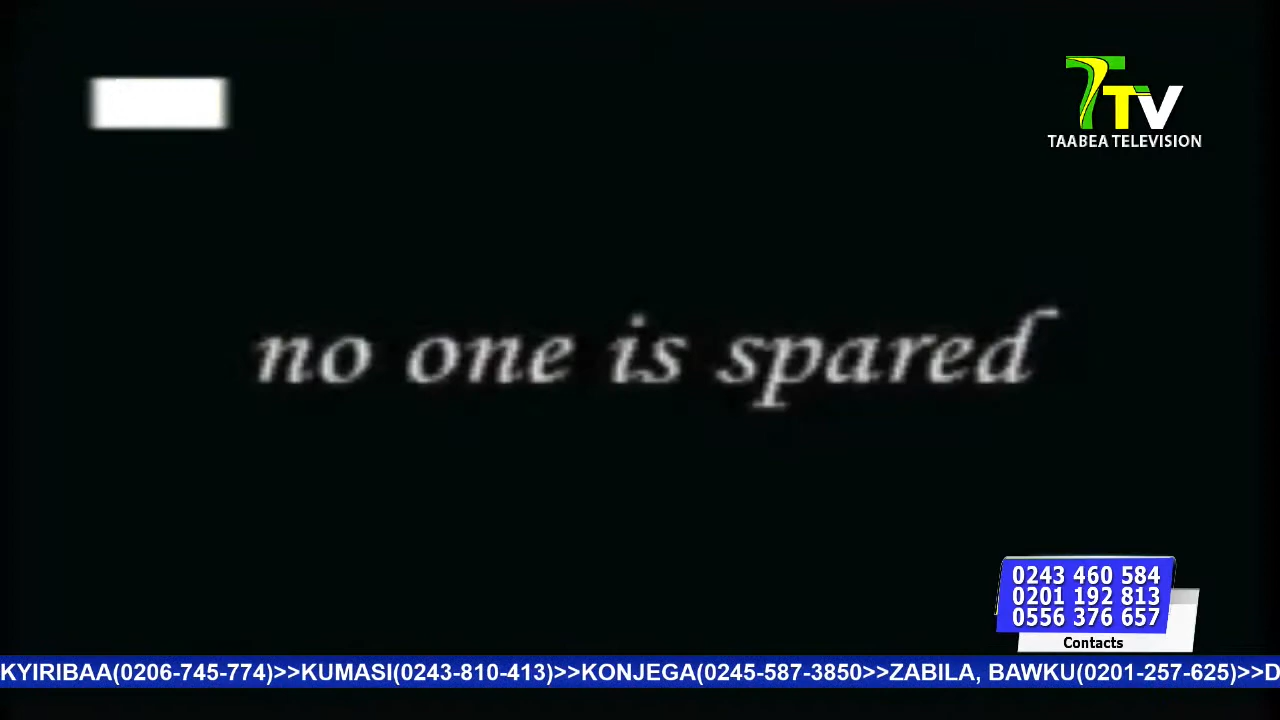 TTV
TAABEA TELEVISION
no one is spared
0243 460 584
0201 192 813
0556 376 657
Contacts
KYIRIBAA(0206-745-774)>>KUMASI(0243-810-413)>>KONJEGA(0245-587-3850>>ZABILA, BAWKU(0201-257-625)>>D